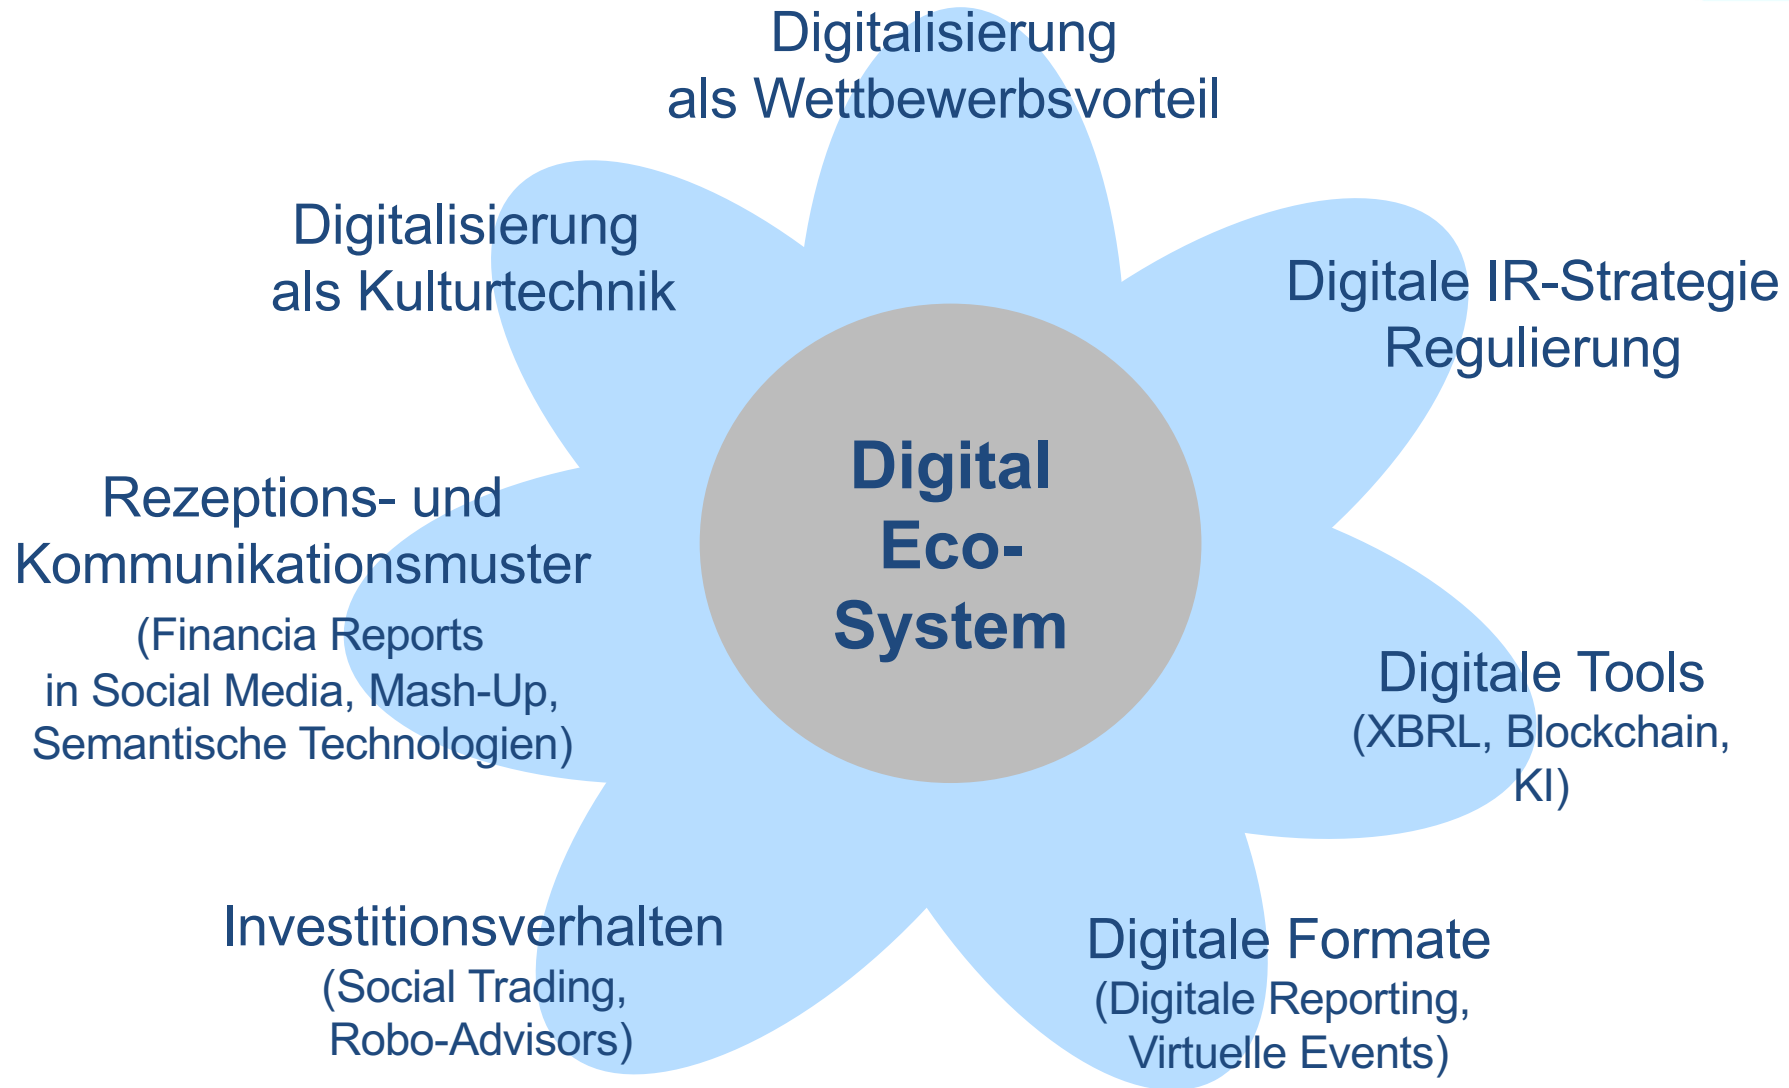 Digitalisierung
als Wettbewerbsvorteil
Digitalisierung
als Kulturtechnik
Digitale IR-Strategie
Regulierung
Digital
Eco-
System
Rezeptions- und
Kommunikationsmuster
(Financia Reports
in Social Media, Mash-Up,
Semantische Technologien)
Digitale Tools
(XBRL, Blockchain,
KI)
Investitionsverhalten
(Social Trading,
Robo-Advisors)
Digitale Formate
(Digitale Reporting,
Virtuelle Events)